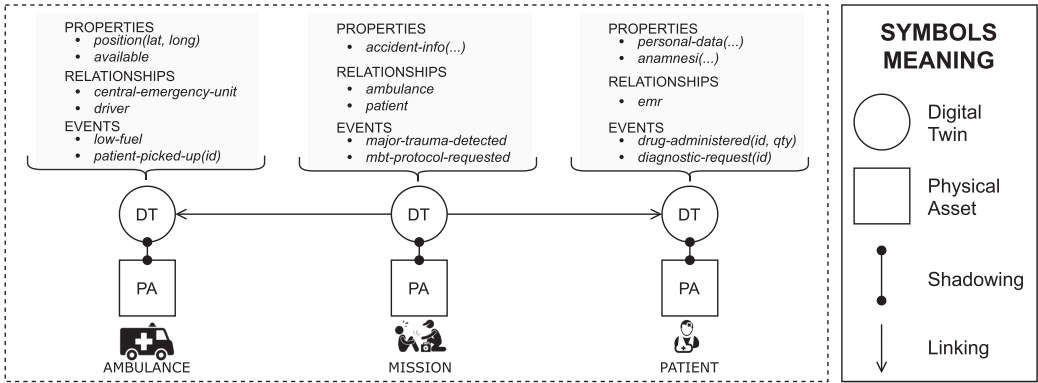 PROPERTIES
• position(lat, long)
• available
RELATIONSHIPS
• central-emergency-unit
• driver
EVENTS
• low-fuel
• patient-picked-up(id)
DT
PA
AMBULANCE
PROPERTIES
• accident-info(...)
RELATIONSHIPS
• ambulance
• patient
EVENTS
• major-trauma-detected
• mbt-protocol-requested
DT
PA
MISSION
PROPERTIES
• personal-data(...)
• anamnesi(...)
RELATIONSHIPS
• emr
EVENTS
• drug-administered(id, qty)
• diagnostic-request(id)
DT
PA
PATIENT
SYMBOLS
MEANING
Digital
Twin
Physical
Asset
Shadowing
Linking